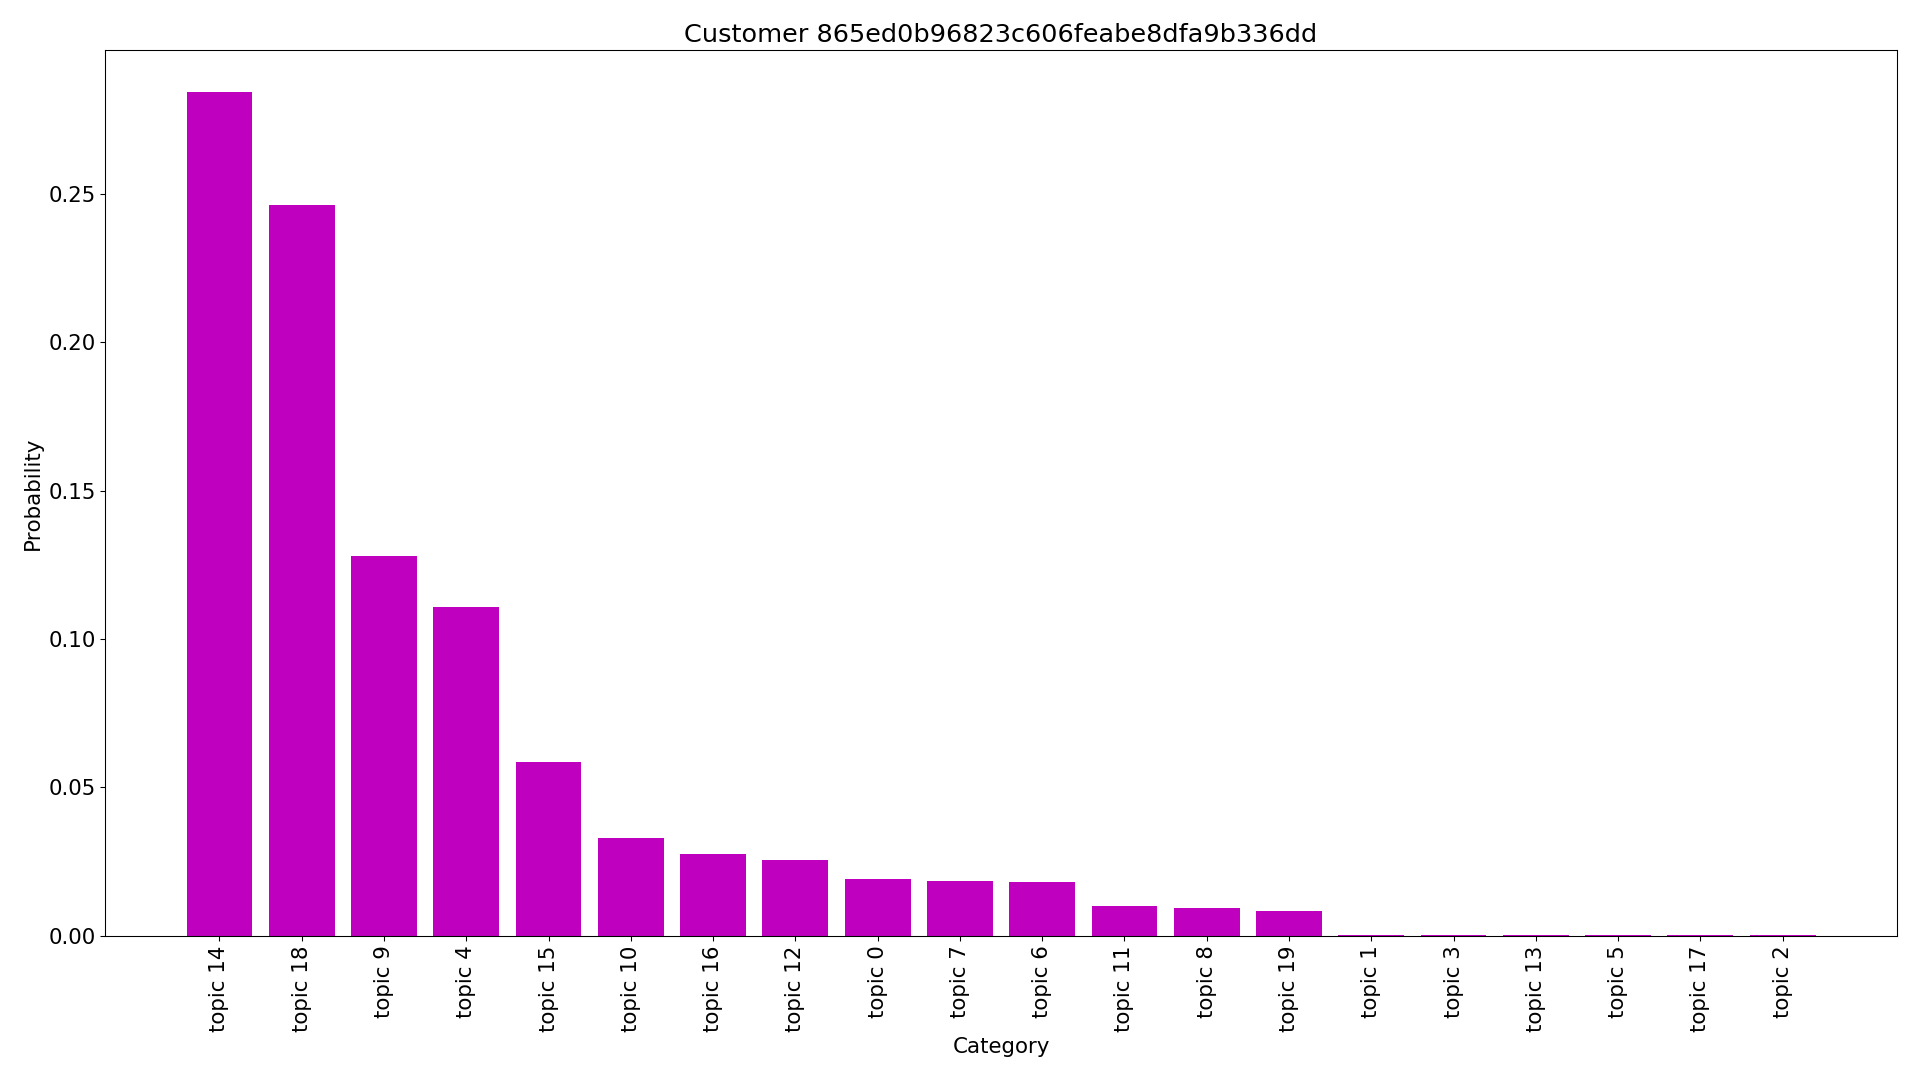 Customer 865ed0b96823c606feabe8dfa9b336dd
Probability
0.25
0.20
0.15
0.10
0.05
0.00
topic 14
topic 18
topic 9
topic 4
topic 15
topic 10
topic 16
topic 12
topic 0
topic 7
topic 6
topic 11
topic 8
topic 19
topic 1
topic 3
topic 13
topic 5
topic 17
topic 2
Category